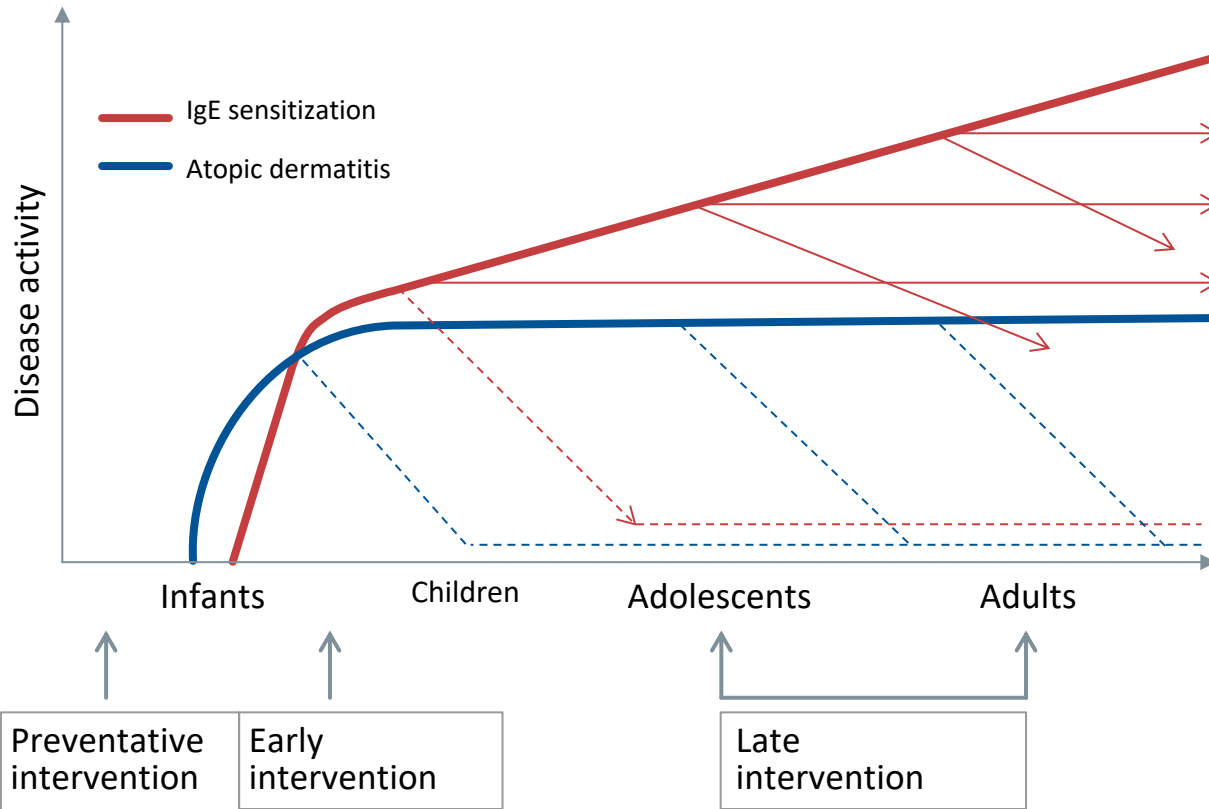 IgE sensitization
Atopic dermatitis
Disease activity
Infants
Children
Adolescents
Adults
Preventative
intervention
Early
intervention
Late
intervention